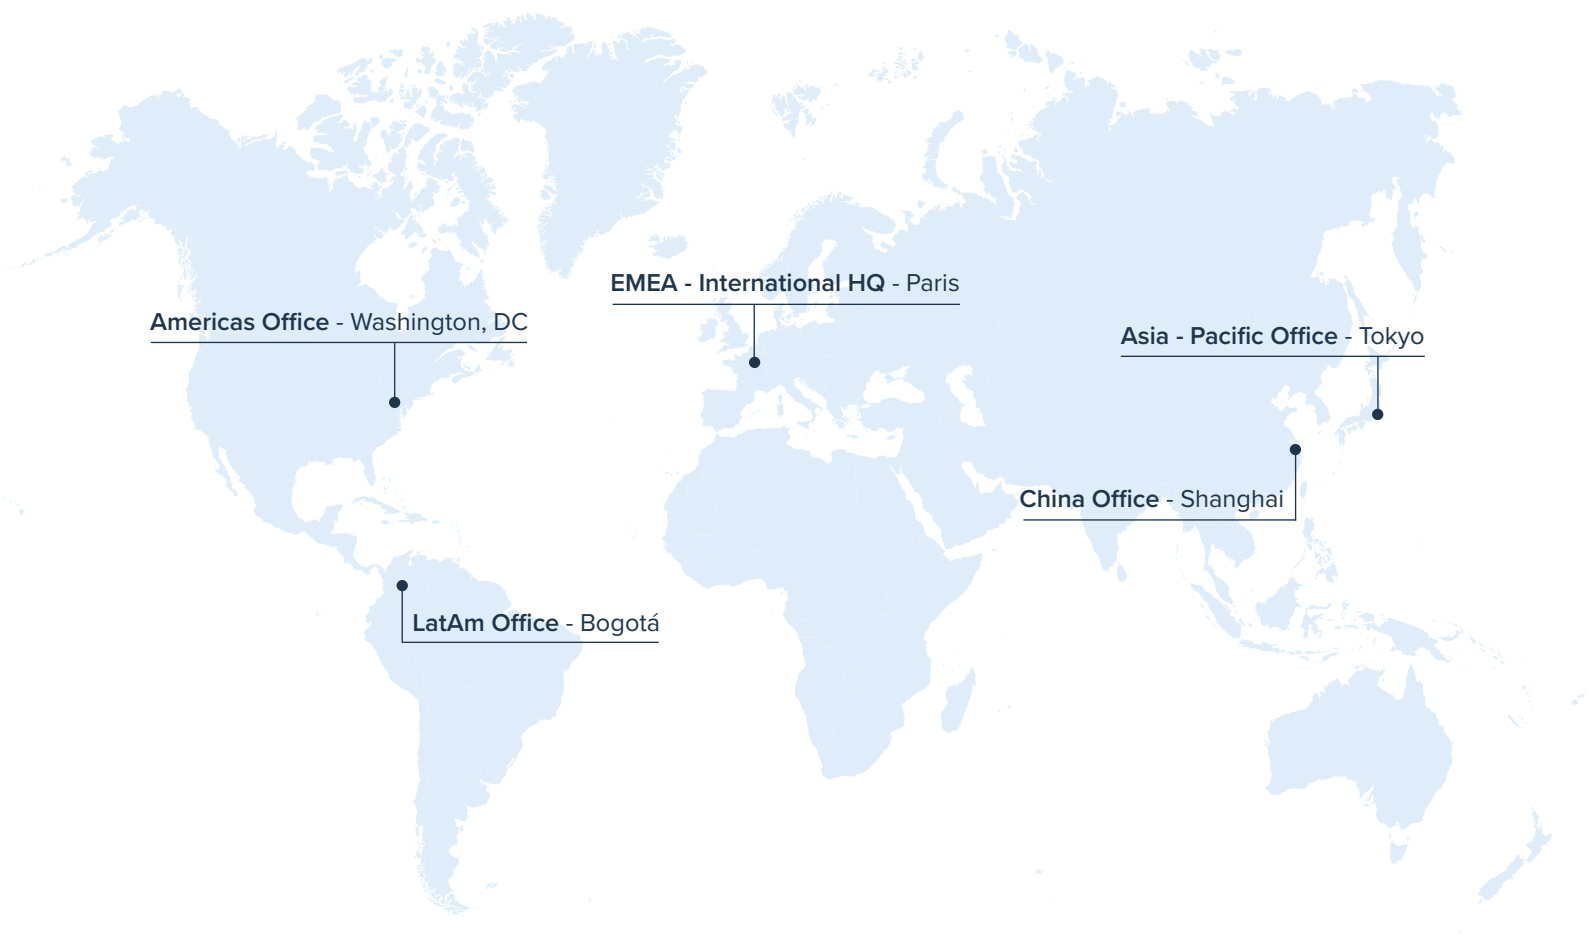 EMEA - International HQ - Paris
Americas Office - Washington, DC
Asia - Pacific Office - Tokyo
China Office - Shanghai
LatAm Office - Bogotá